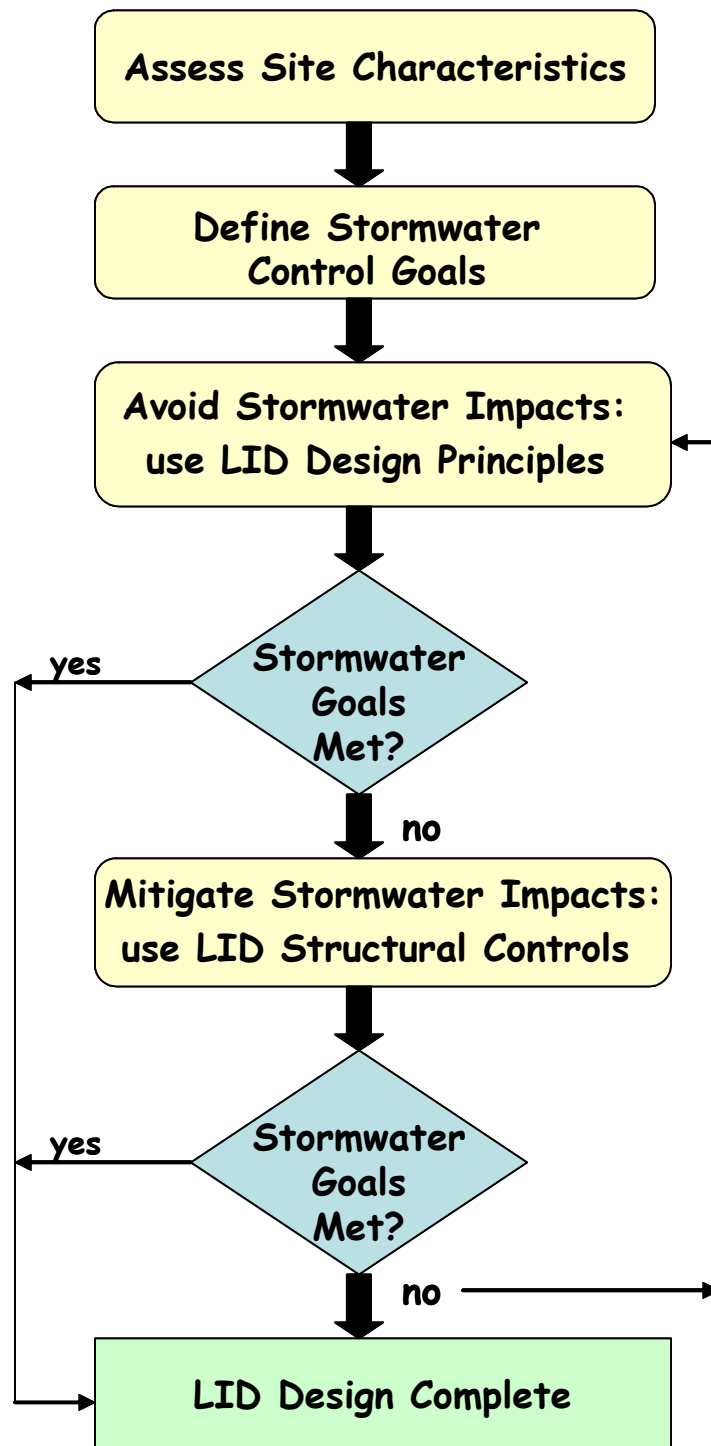 Assess Site Characteristics
Define Stormwater
Control Goals
Avoid Stormwater Impacts:
use LID Design Principles
yes
Stormwater
Goals
Met?
no
Mitigate Stormwater Impacts:
use LID Structural Controls
yes
Stormwater
Goals
Met?
no
LID Design Complete